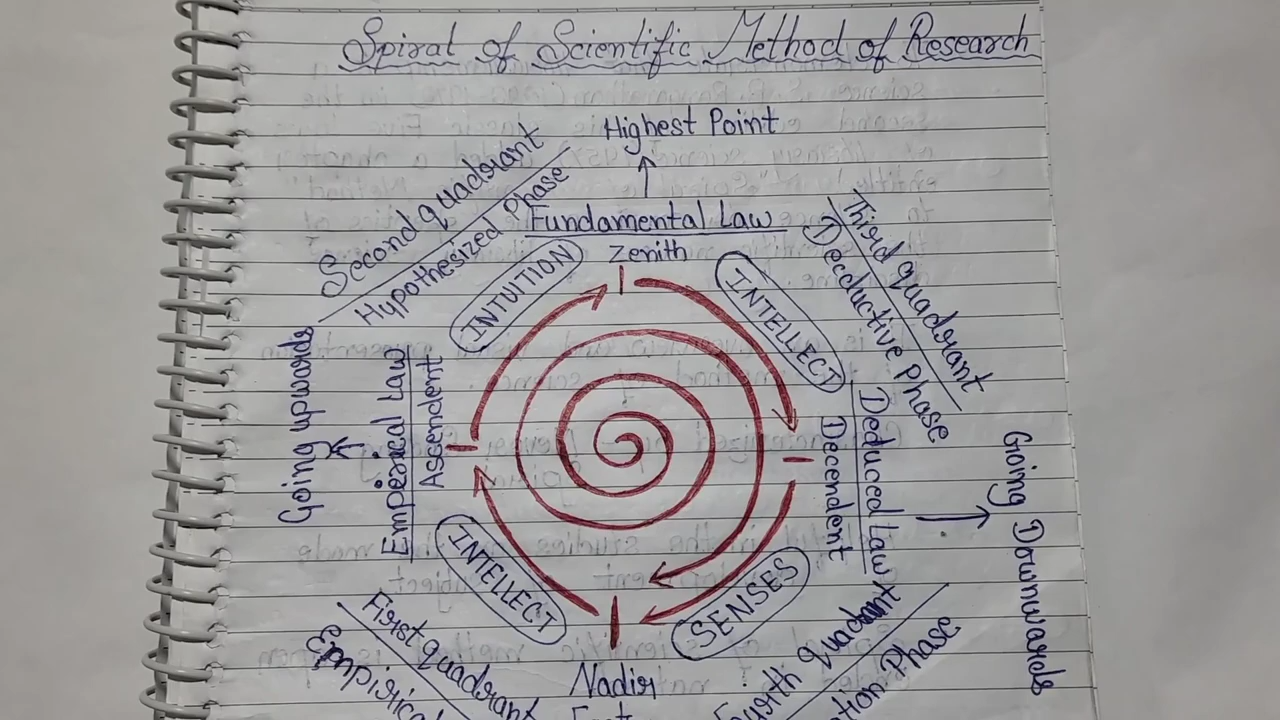 Spiral of Scientific Method of Research
Highest Point
Fundamental Law
Zenith
Second quadrant
Hypothesized Phase
INTUITION
INTELLECT
Third quadrant
Deductive Phase
Going upwards
Emperical Law
Ascendent
Decendent
Deduced Law
Going Downwards
INTELLECT
SENSES
First quadrant
Empirical
Nadir
Fourth quadrant
Phase